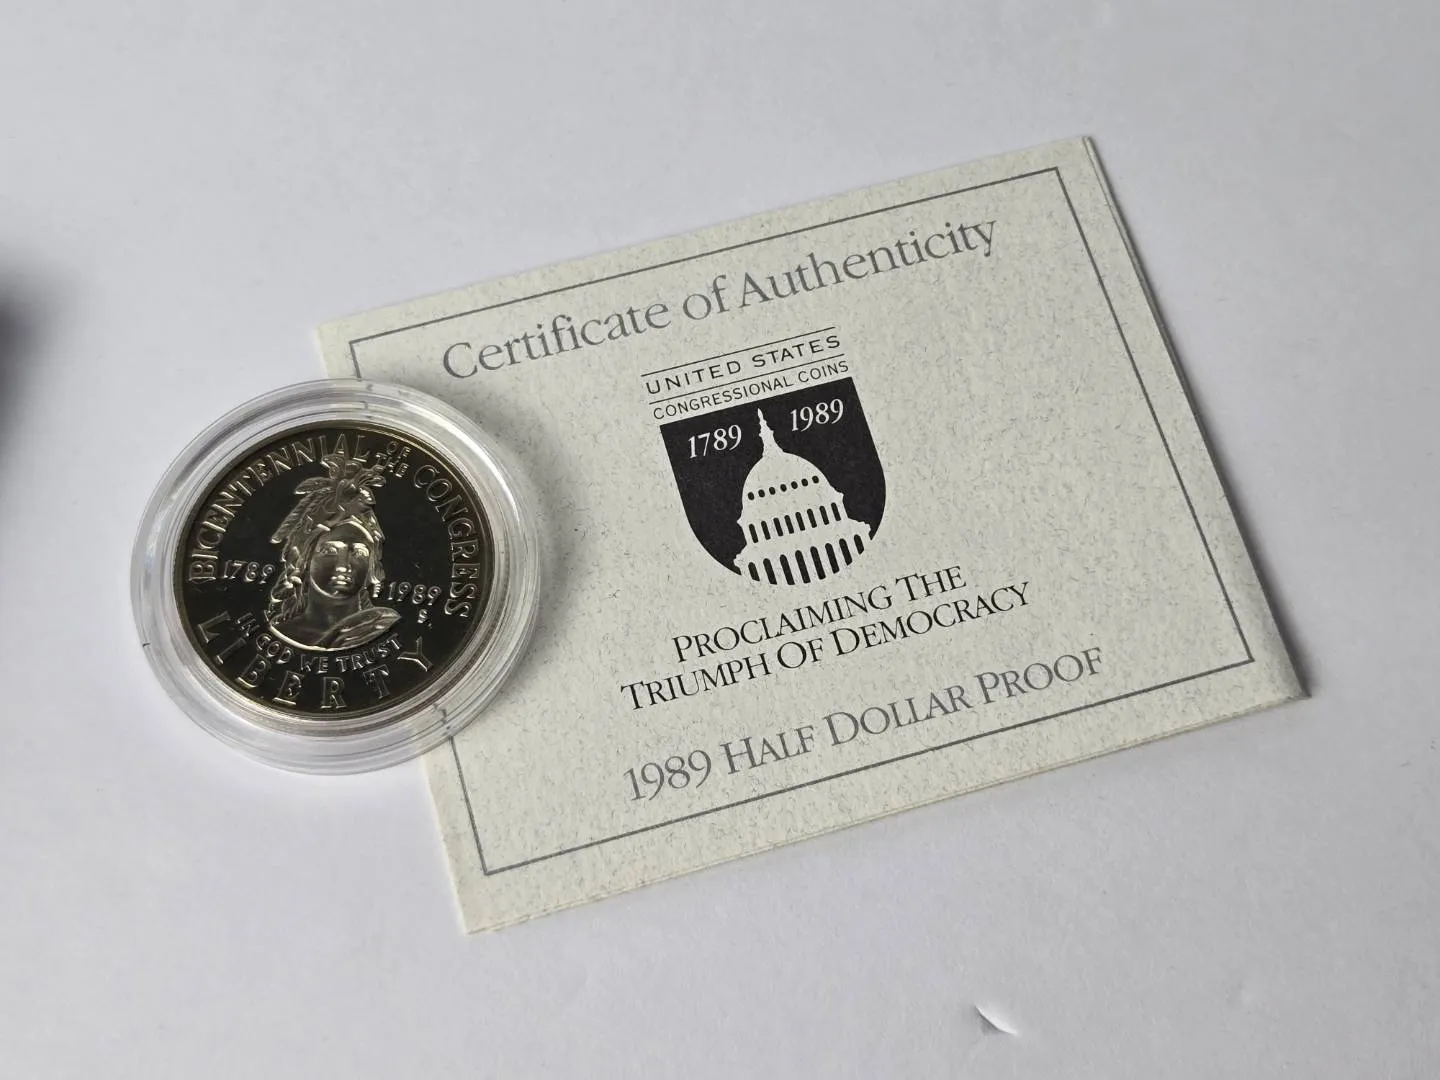 Certificate of Authenticity
UNITED STATES
CONGRESSIONAL COINS
1789 1989
PROCLAIMING THE
TRIUMPH OF DEMOCRACY
1989 HALF DOLLAR PROOF
BICENTENNIAL OF THE CONGRESS
1789 1989
S
IN GOD WE TRUST
LIBERTY